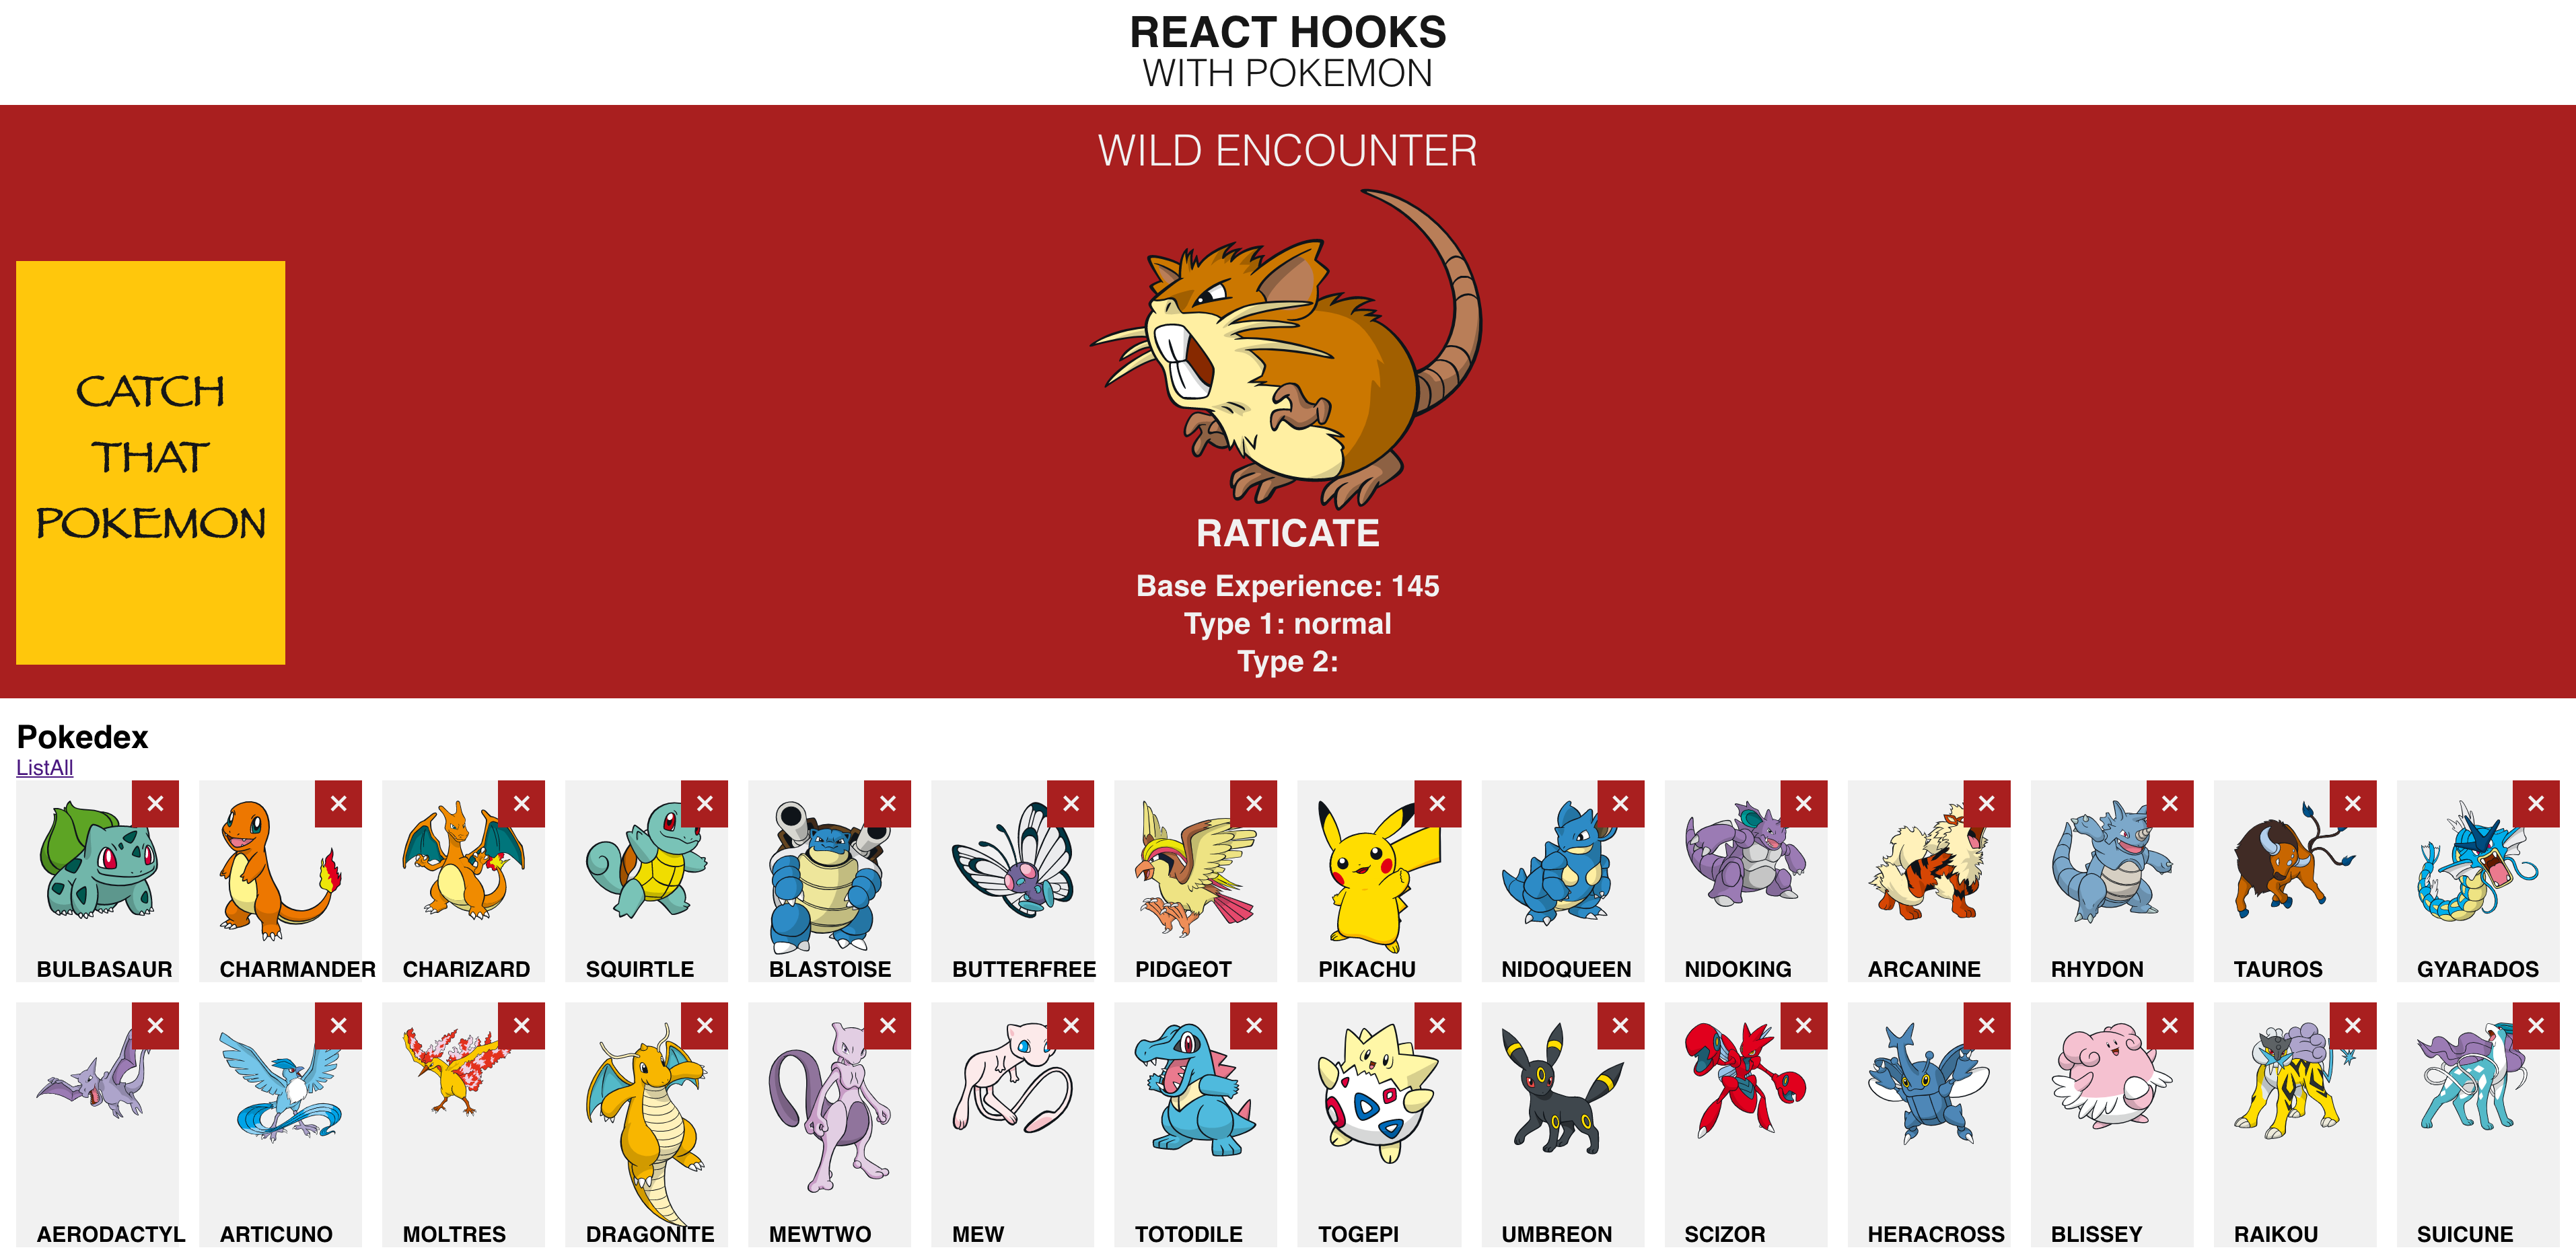 REACT HOOKS
WITH POKEMON
WILD ENCOUNTER
CATCH
THAT
POKEMON
RATICATE
Base Experience: 145
Type 1: normal
Type 2:
Pokedex
ListAll
BULBASAUR CHARMANDER CHARIZARD SQUIRTLE BLASTOISE BUTTERFREE PIDGEOT PIKACHU NIDOQUEEN NIDOKING ARCANINE RHYDON TAUROS GYARADOS
AERODACTYL ARTICUNO MOLTRES DRAGONITE MEWTWO MEW TOTODILE TOGEPI UMBREON SCIZOR HERACROSS BLISSEY RAIKOU SUICUNE